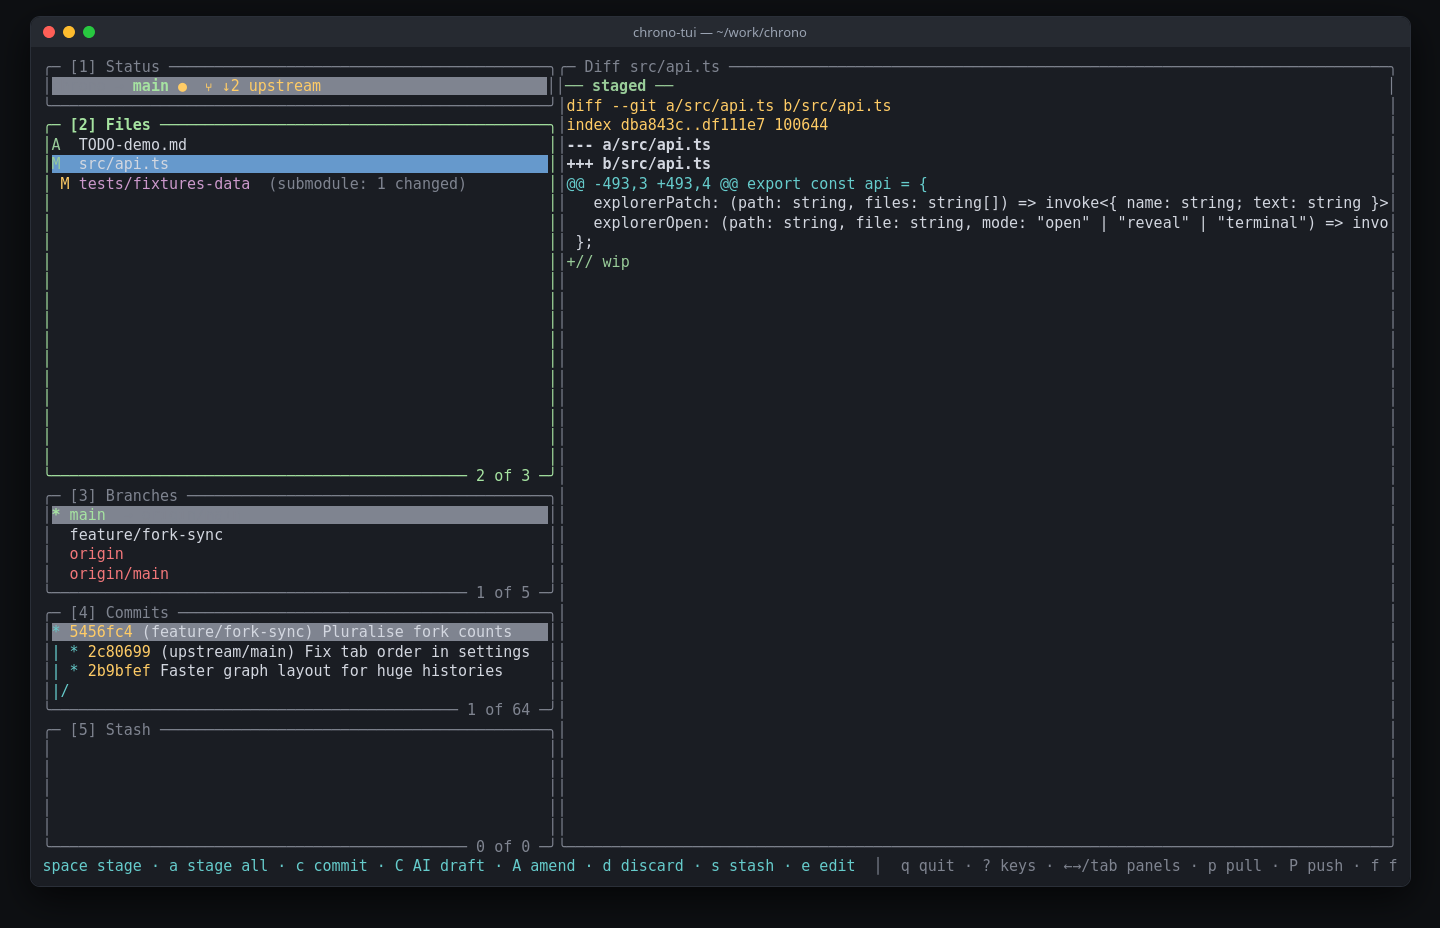 chrono-tui — ~/work/chrono
[1] Status
main ● ⑂ ↓2 upstream
[2] Files
A TODO-demo.md
M src/api.ts
M tests/fixtures-data (submodule: 1 changed)
2 of 3
[3] Branches
* main
feature/fork-sync
origin
origin/main
1 of 5
[4] Commits
* 5456fc4 (feature/fork-sync) Pluralise fork counts
| * 2c80699 (upstream/main) Fix tab order in settings
| * 2b9bfef Faster graph layout for huge histories
|/
1 of 64
[5] Stash
0 of 0
Diff src/api.ts
── staged ──
diff --git a/src/api.ts b/src/api.ts
index dba843c..df111e7 100644
--- a/src/api.ts
+++ b/src/api.ts
@@ -493,3 +493,4 @@ export const api = {
explorerPatch: (path: string, files: string[]) => invoke<{ name: string; text: string }>
explorerOpen: (path: string, file: string, mode: "open" | "reveal" | "terminal") => invo
};
+// wip
space stage · a stage all · c commit · C AI draft · A amend · d discard · s stash · e edit │ q quit · ? keys · ←→/tab panels · p pull · P push · f f